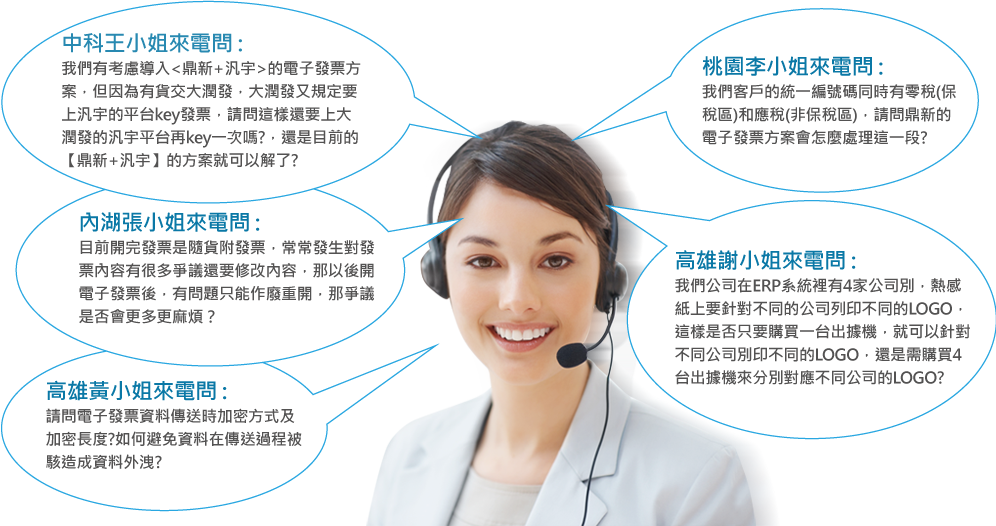 中科王小姐來電問：
我們有考慮導入<鼎新+汎宇>的電子發票方
案，但因為有貨交大潤發，大潤發又規定要
上汎宇的平台key發票，請問這樣還要上大
潤發的汎宇平台再key一次嗎?，還是目前的
【鼎新+汎宇】的方案就可以解了?
內湖張小姐來電問：
目前開完發票是隨貨附發票，常常發生對發
票內容有很多爭議還要修改內容，那以後開
電子發票後，有問題只能作廢重開，那爭議
是否會更多更麻煩？
高雄黃小姐來電問：
請問電子發票資料傳送時加密方式及
加密長度?如何避免資料在傳送過程被
駭造成資料外洩?
桃園李小姐來電問：
我們客戶的統一編號碼同時有零稅(保
稅區)和應稅(非保稅區)，請問鼎新的
電子發票方案會怎麼處理這一段?
高雄謝小姐來電問：
我們公司在ERP系統裡有4家公司別，熱感
紙上要針對不同的公司列印不同的LOGO，
這樣是否只要購買一台出據機，就可以針對
不同公司別印不同的LOGO，還是需購買4
台出據機來分別對應不同公司的LOGO?